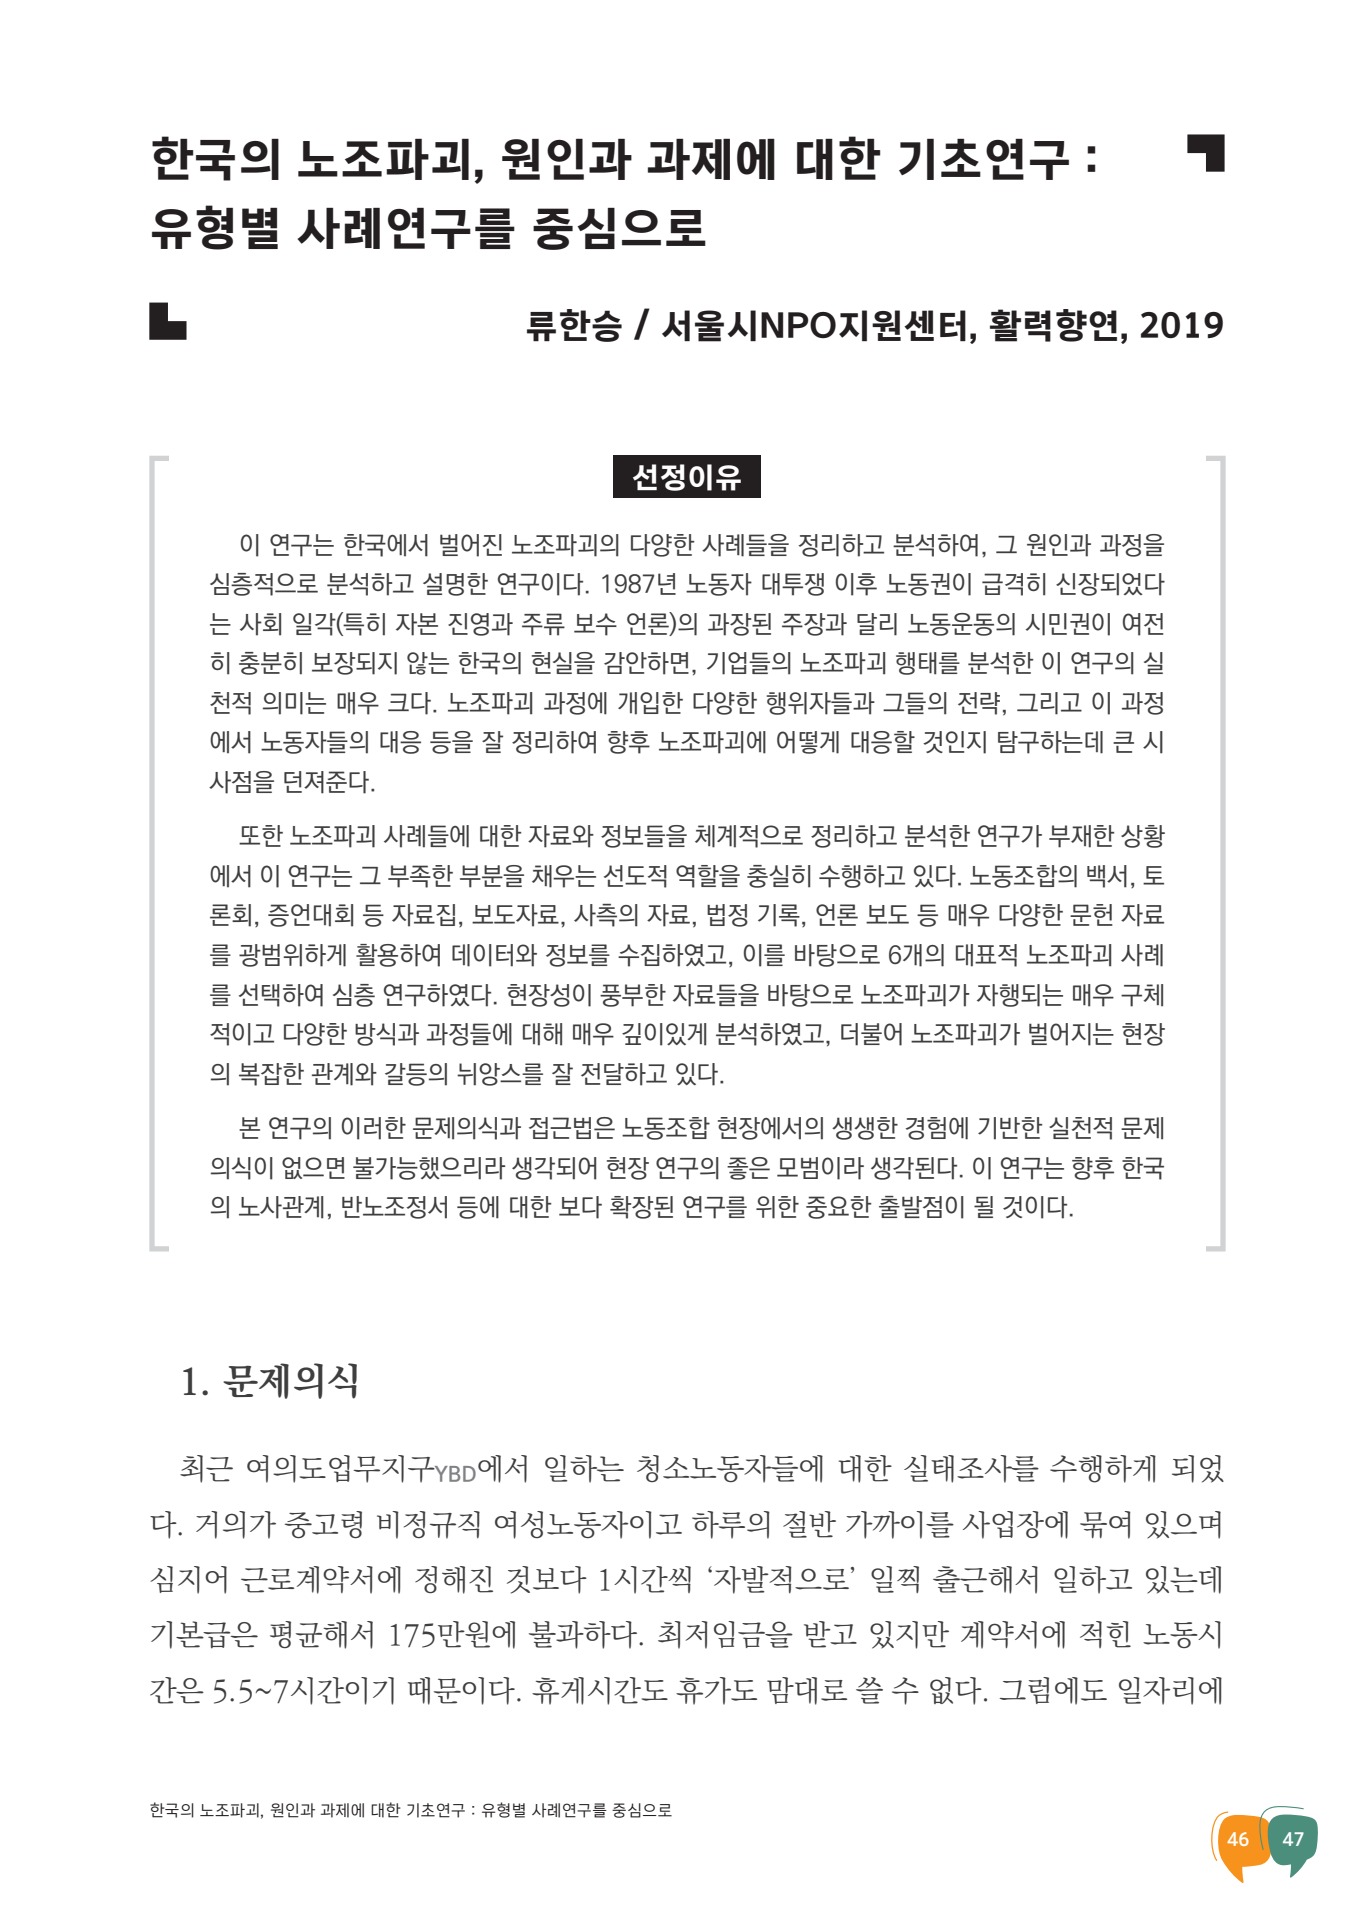 한국의 노조파괴, 원인과 과제에 대한 기초연구 :
유형별 사례연구를 중심으로
류한승 / 서울시NPO지원센터, 활력향연, 2019
선정이유
이 연구는 한국에서 벌어진 노조파괴의 다양한 사례들을 정리하고 분석하여, 그 원인과 과정을
심층적으로 분석하고 설명한 연구이다. 1987년 노동자 대투쟁 이후 노동권이 급격히 신장되었다
는 사회 일각(특히 자본 진영과 주류 보수 언론)의 과장된 주장과 달리 노동운동의 시민권이 여전
히 충분히 보장되지 않는 한국의 현실을 감안하면, 기업들의 노조파괴 행태를 분석한 이 연구의 실
천적 의미는 매우 크다. 노조파괴 과정에 개입한 다양한 행위자들과 그들의 전략, 그리고 이 과정
에서 노동자들의 대응 등을 잘 정리하여 향후 노조파괴에 어떻게 대응할 것인지 탐구하는데 큰 시
사점을 던져준다.
또한 노조파괴 사례들에 대한 자료와 정보들을 체계적으로 정리하고 분석한 연구가 부재한 상황
에서 이 연구는 그 부족한 부분을 채우는 선도적 역할을 충실히 수행하고 있다. 노동조합의 백서, 토
론회, 증언대회 등 자료집, 보도자료, 사측의 자료, 법정 기록, 언론 보도 등 매우 다양한 문헌 자료
를 광범위하게 활용하여 데이터와 정보를 수집하였고, 이를 바탕으로 6개의 대표적 노조파괴 사례
를 선택하여 심층 연구하였다. 현장성이 풍부한 자료들을 바탕으로 노조파괴가 자행되는 매우 구체
적이고 다양한 방식과 과정들에 대해 매우 깊이있게 분석하였고, 더불어 노조파괴가 벌어지는 현장
의 복잡한 관계와 갈등의 뉘앙스를 잘 전달하고 있다.
본 연구의 이러한 문제의식과 접근법은 노동조합 현장에서의 생생한 경험에 기반한 실천적 문제
의식이 없으면 불가능했으리라 생각되어 현장 연구의 좋은 모범이라 생각된다. 이 연구는 향후 한국
의 노사관계, 반노조정서 등에 대한 보다 확장된 연구를 위한 중요한 출발점이 될 것이다.
1. 문제의식
최근 여의도업무지구YBD에서 일하는 청소노동자들에 대한 실태조사를 수행하게 되었
다. 거의가 중고령 비정규직 여성노동자이고 하루의 절반 가까이를 사업장에 묶여 있으며
심지어 근로계약서에 정해진 것보다 1시간씩 ‘자발적으로’ 일찍 출근해서 일하고 있는데
기본급은 평균해서 175만원에 불과하다. 최저임금을 받고 있지만 계약서에 적힌 노동시
간은 5.5~7시간이기 때문이다. 휴게시간도 휴가도 맘대로 쓸 수 없다. 그럼에도 일자리에
한국의 노조파괴, 원인과 과제에 대한 기초연구 : 유형별 사례연구를 중심으로
46 47